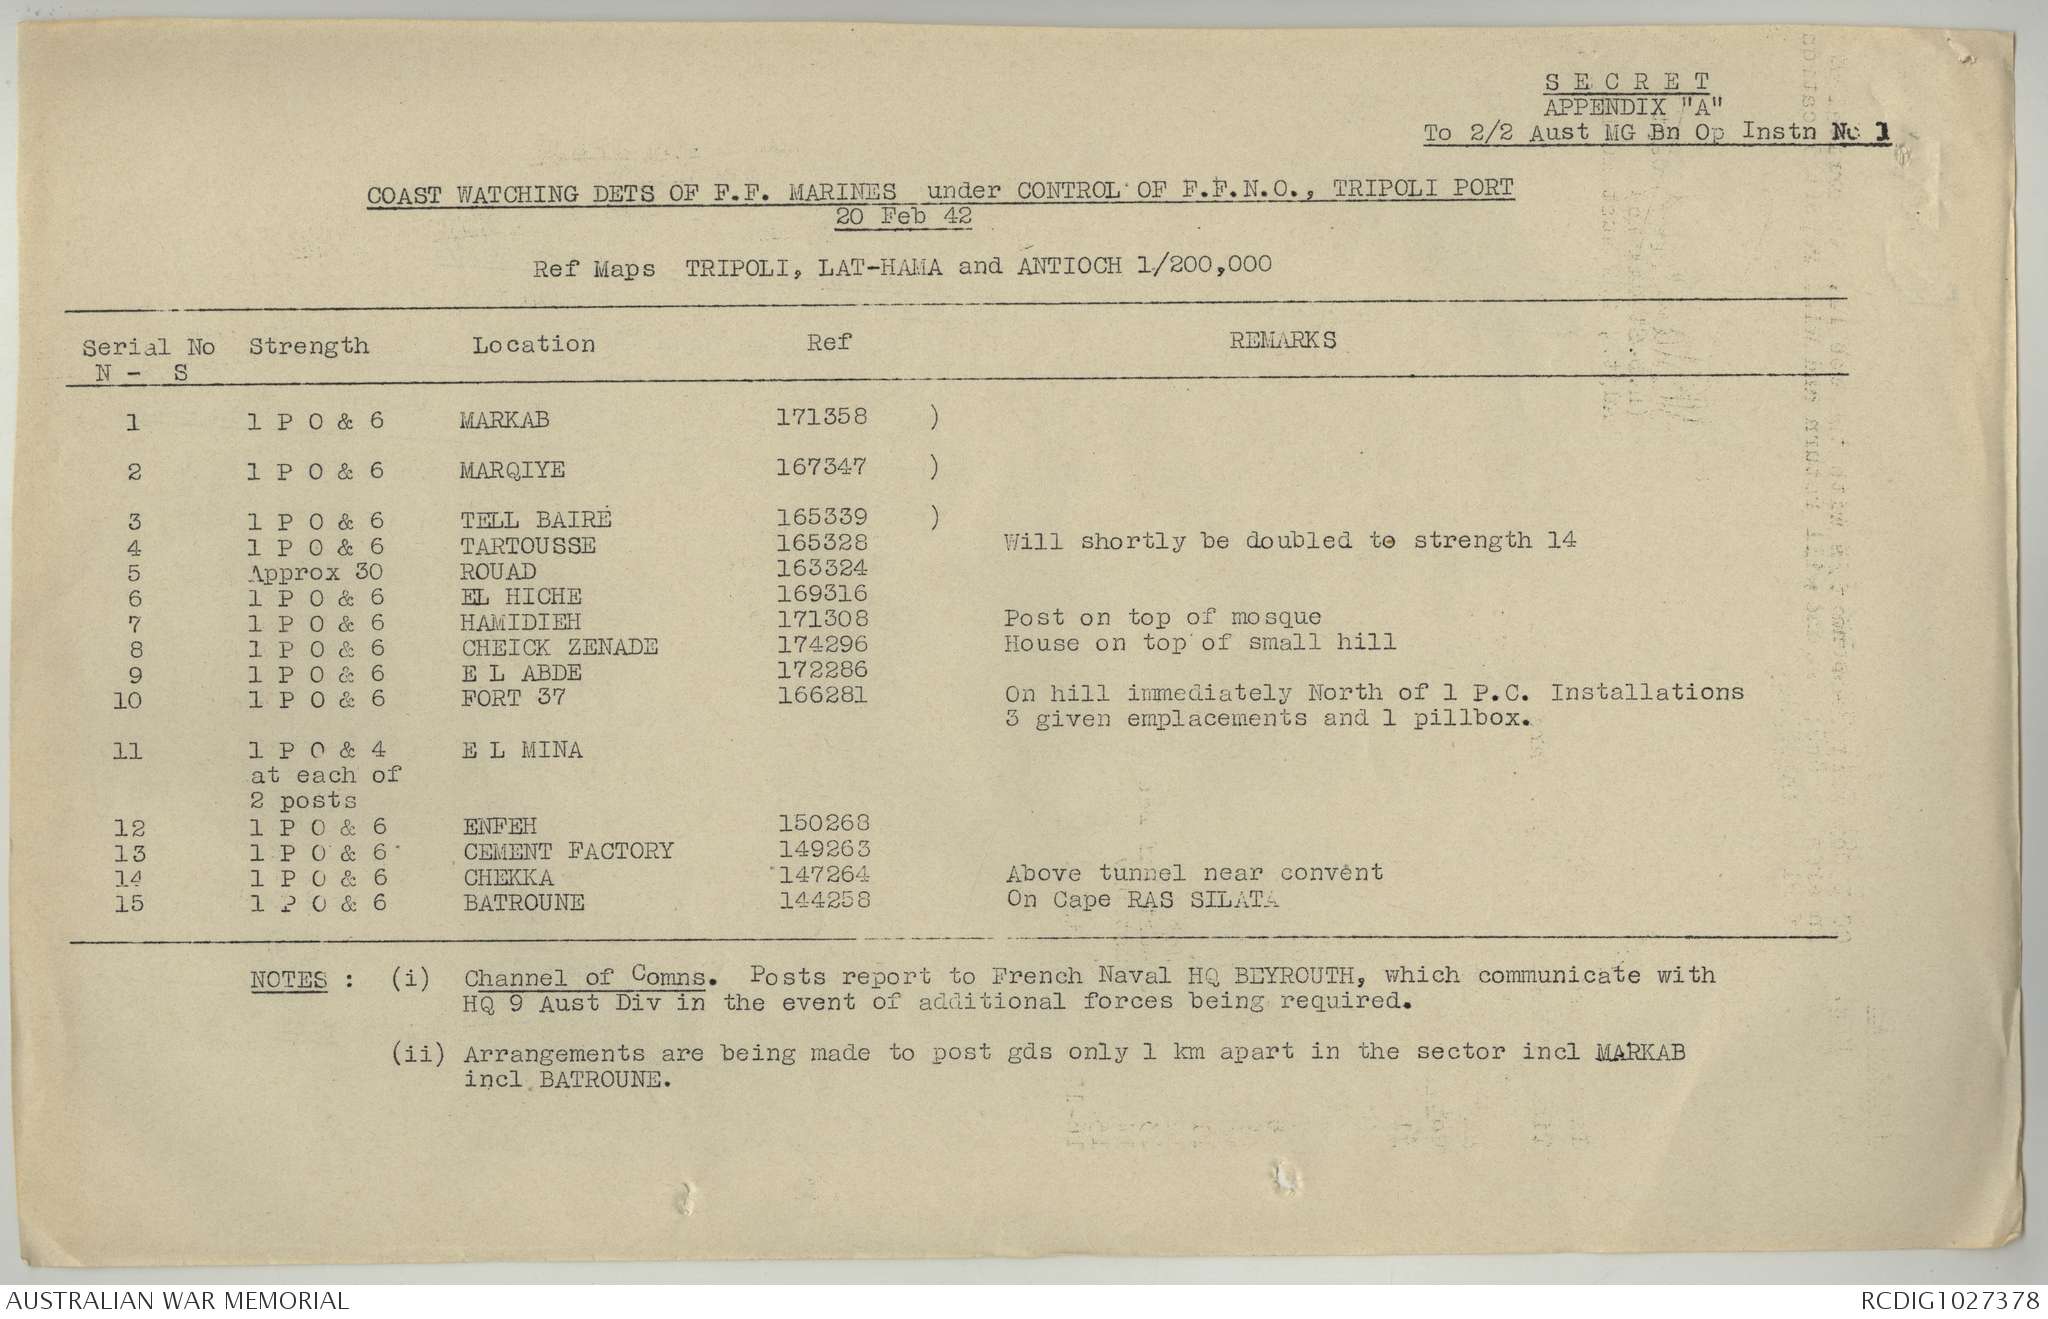 S E C R E T
APPENDIX "A"
To 2/2 Aust MG Bn Op Instn No 1
COAST WATCHING DETS OF F.F. MARINES under CONTROL OF F.F.N.O., TRIPOLI PORT
20 Feb 42
Ref Maps TRIPOLI, LAT-HAMA and ANTIOCH 1/200,000
Serial No Strength Location Ref REMARKS
N - S
1 1 P O & 6 MARKAB 171358 )
2 1 P O & 6 MARQIYE 167347 )
3 1 P O & 6 TELL BAIRE 165339 )
4 1 P O & 6 TARTOUSSE 165328 Will shortly be doubled to strength 14
5 Approx 30 ROUAD 163324
6 1 P O & 6 EL HICHE 169316
7 1 P O & 6 HAMIDIEH 171308 Post on top of mosque
8 1 P O & 6 CHEICK ZENADE 174296 House on top of small hill
9 1 P O & 6 E L ABDE 172286
10 1 P O & 6 FORT 37 166281 On hill immediately North of 1 P.C. Installations
3 given emplacements and 1 pillbox.
11 1 P O & 4 E L MINA
at each of
2 posts
12 1 P O & 6 ENFEH 150268
13 1 P O & 6 CEMENT FACTORY 149263
14 1 P O & 6 CHEKKA 147264 Above tunnel near convent
15 1 P O & 6 BATROUNE 144258 On Cape RAS SILATA
NOTES : (i) Channel of Comns. Posts report to French Naval HQ BEYROUTH, which communicate with
HQ 9 Aust Div in the event of additional forces being required.
(ii) Arrangements are being made to post gds only 1 km apart in the sector incl MARKAB
incl BATROUNE.
AUSTRALIAN WAR MEMORIAL
RCDIG1027378